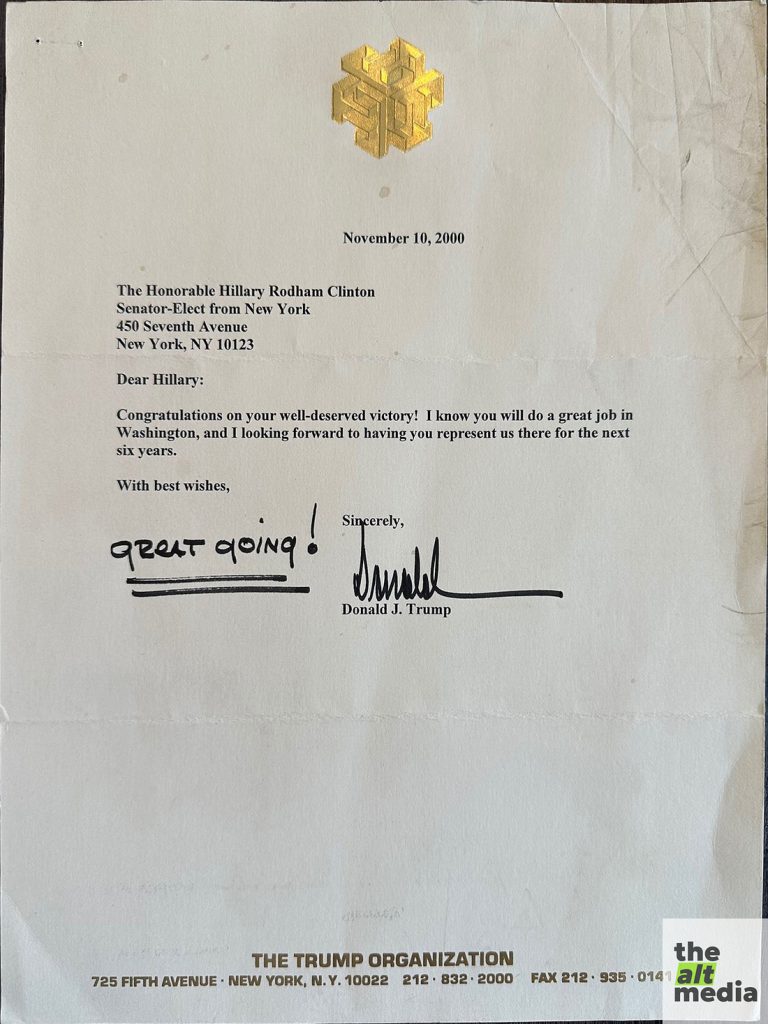 November 10, 2000
The Honorable Hillary Rodham Clinton
Senator-Elect from New York
450 Seventh Avenue
New York, NY 10123
Dear Hillary:
Congratulations on your well-deserved victory!  I know you will do a great job in
Washington, and I looking forward to having you represent us there for the next
six years.
With best wishes,
Sincerely,
GREAT GOING!
Donald
Donald J. Trump
THE TRUMP ORGANIZATION
725 FIFTH AVENUE · NEW YORK, N.Y. 10022   212 · 832 · 2000   FAX 212 · 935 · 0141
the
alt
media